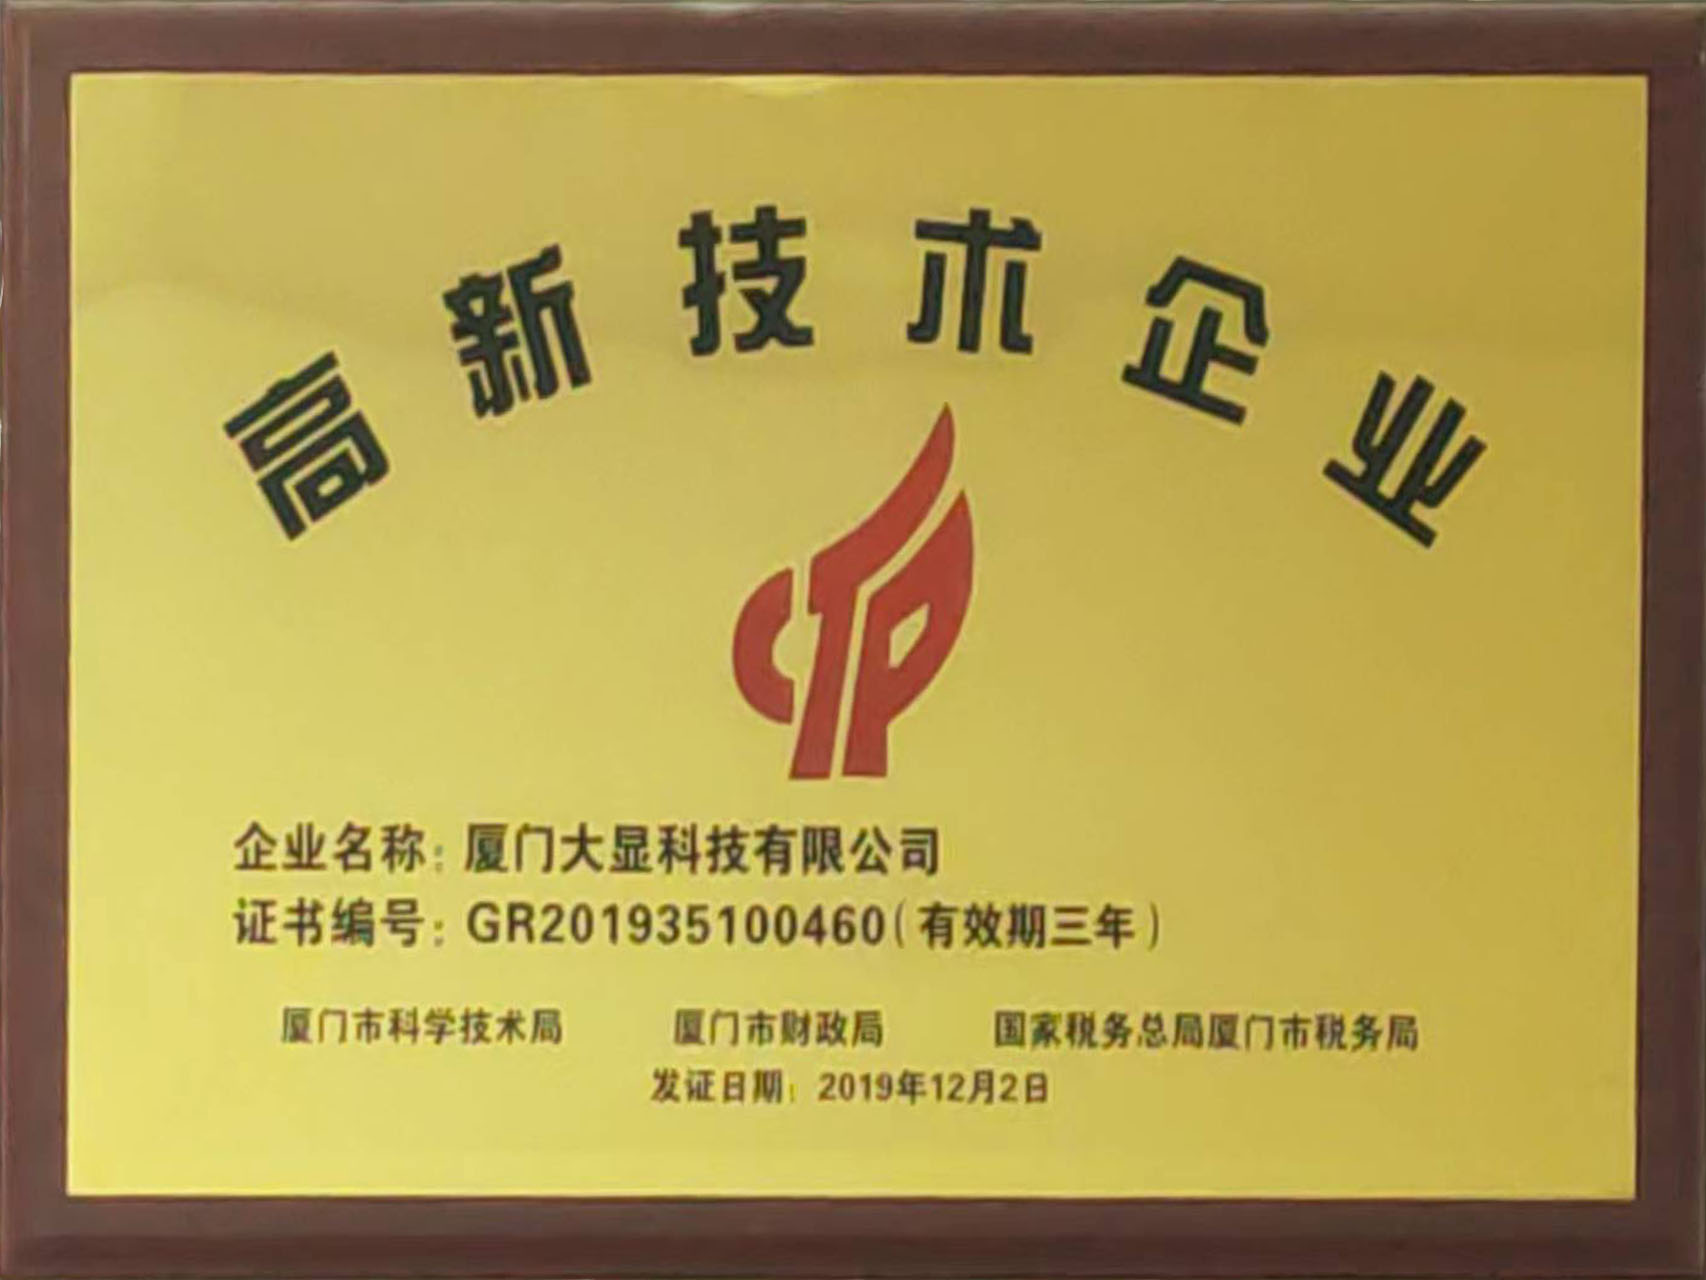 高新技术企业
CTP
企业名称：厦门大显科技有限公司
证书编号：GR201935100460（有效期三年）
厦门市科学技术局 厦门市财政局 国家税务总局厦门市税务局
发证日期：2019年12月2日